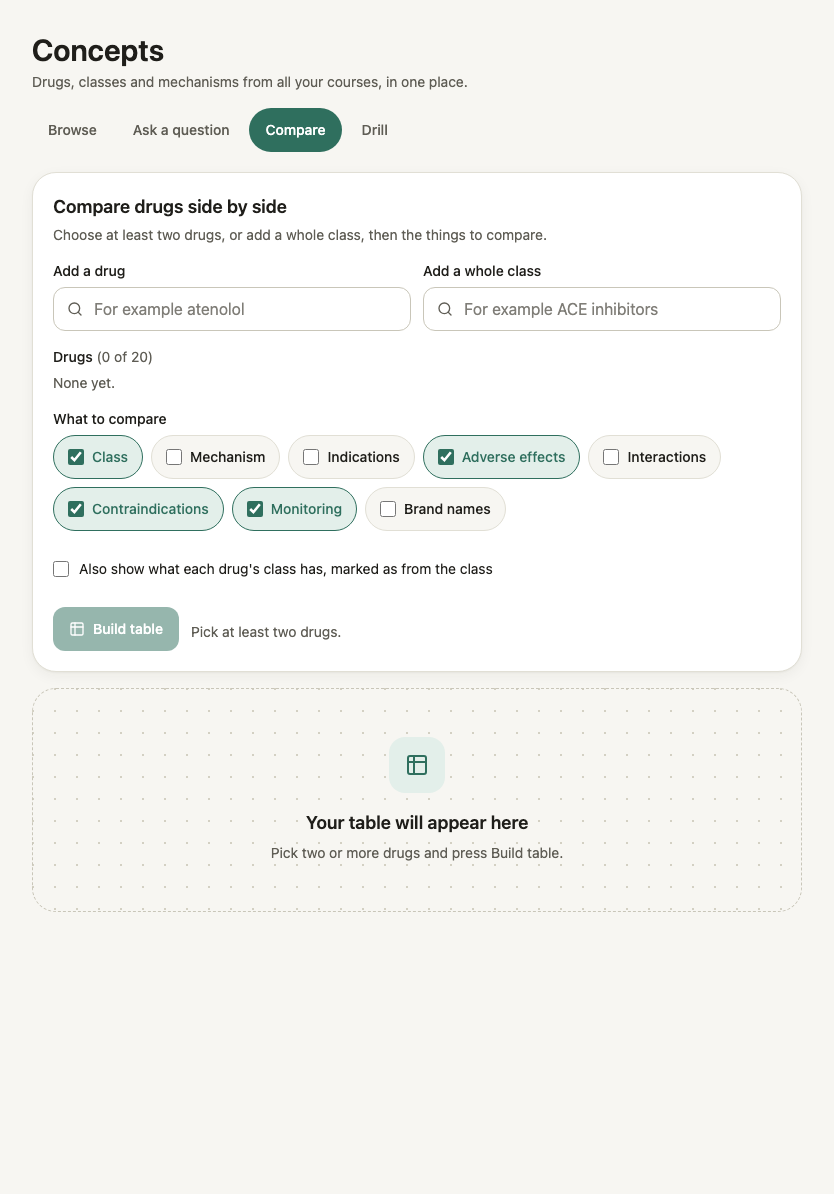 Concepts
Drugs, classes and mechanisms from all your courses, in one place.
Browse Ask a question Compare Drill
Compare drugs side by side
Choose at least two drugs, or add a whole class, then the things to compare.
Add a drug Add a whole class
For example atenolol For example ACE inhibitors
Drugs (0 of 20)
None yet.
What to compare
Class Mechanism Indications Adverse effects Interactions
Contraindications Monitoring Brand names
Also show what each drug's class has, marked as from the class
Build table Pick at least two drugs.
Your table will appear here
Pick two or more drugs and press Build table.